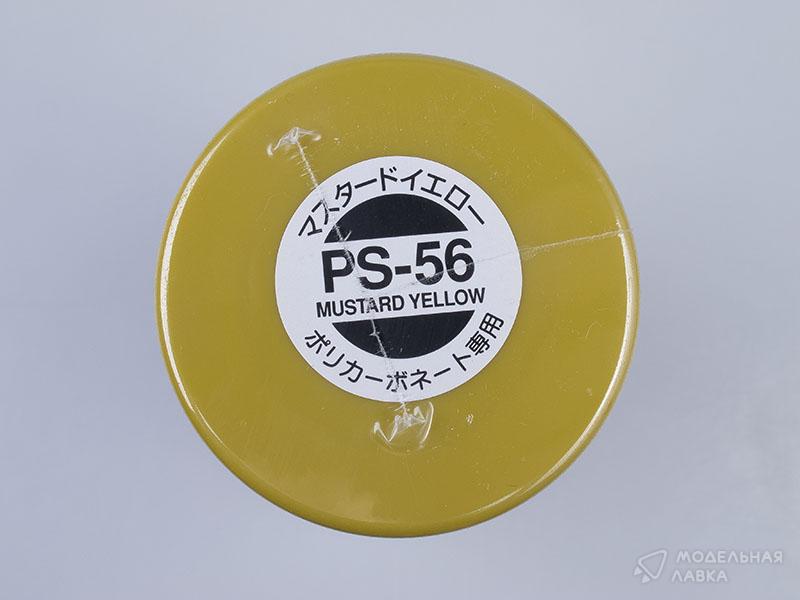 マスタードイエロー
PS-56
MUSTARD YELLOW
ポリカーボネート専用
МОДЕЛЬНАЯ
ЛАВКА